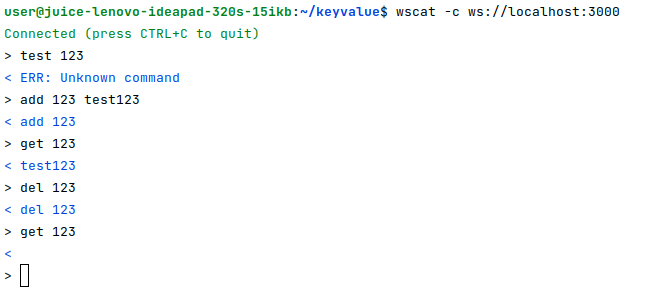 user@juice-lenovo-ideapad-320s-15ikb:~/keyvalue$ wscat -c ws://localhost:3000
Connected (press CTRL+C to quit)
> test 123
< ERR: Unknown command
> add 123 test123
< add 123
> get 123
< test123
> del 123
< del 123
> get 123
<
>